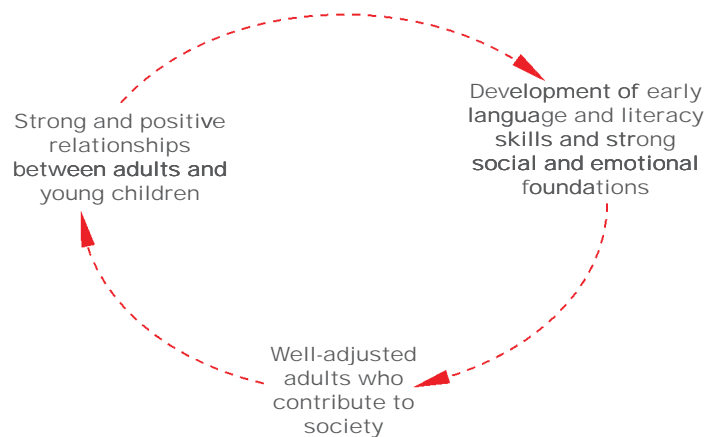 Strong and positive
relationships
between adults and
young children
Development of early
language and literacy
skills and strong
social and emotional
foundations
Well-adjusted
adults who
contribute to
society